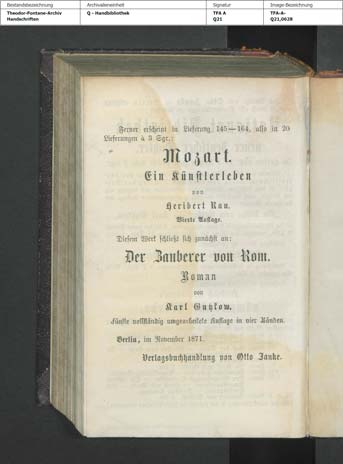 Bestandsbezeichnung Archivalieneinheit Signatur Image-Bezeichnung
Theodor-Fontane-Archiv Q - Handbibliothek TFA A TFA-A-
Handschriften Q21 Q21,0628
Ferner erscheint in Lieferung 145—164, also in 20
Lieferungen à 3 Sgr.:
Mozart.
Ein Künstlerleben
von
Heribert Rau.
Vierte Auflage.
Diesem Werk schließt sich zunächst an:
Der Zauberer von Rom.
Roman
von
Karl Gutzkow.
Fünfte vollständig umgearbeitete Auflage in vier Bänden.
Berlin, im November 1871.
Verlagsbuchhandlung von Otto Janke.